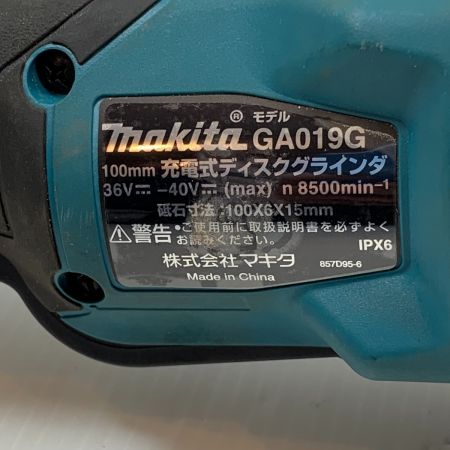 モデル
makita® GA019G
100mm 充電式ディスクグラインダ
36V⎓ -40V⎓ (max) n 8500min⁻¹
砥石寸法:100X6X15mm
⚠警告:ご使用前に取扱説明書を必ずよく
お読みください。 IPX6
株式会社マキタ 857D95-6
Made in China